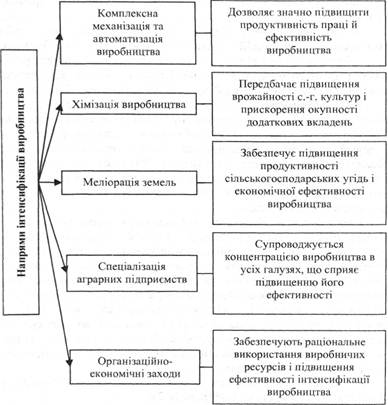 Напрями інтенсифікації виробництва
Комплексна
механізація та
автоматизація
виробництва
Дозволяє значно підвищити
продуктивність праці й
ефективність
виробництва
Хімізація виробництва
Передбачає підвищення
врожайності с.-г. культур і
прискорення окупності
додаткових вкладень
Меліорація земель
Забезпечує підвищення
продуктивності
сільськогосподарських угідь і
економічної ефективності
виробництва
Спеціалізація
аграрних підприємств
Супроводжується
концентрацією виробництва в
усіх галузях, що сприяє
підвищенню його
ефективності
Організаційно-
економічні заходи
Забезпечують раціональне
використання виробничих
ресурсів і підвищення
ефективності інтенсифікації
виробництва